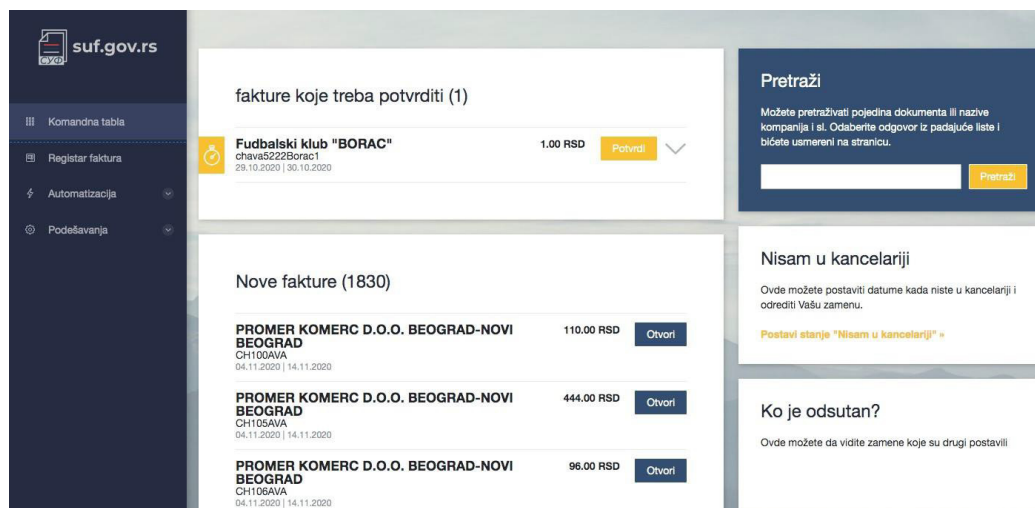 СУФ
suf.gov.rs
Komandna tabla
Registar faktura
Automatizacija
Podešavanja
fakture koje treba potvrditi (1)
Fudbalski klub "BORAC"
1.00 RSD
Potvrdi
chava5222Borac1
29.10.2020 | 30.10.2020
Nove fakture (1830)
PROMER KOMERC D.O.O. BEOGRAD-NOVI
BEOGRAD
110.00 RSD
Otvori
CH100AVA
04.11.2020 | 14.11.2020
PROMER KOMERC D.O.O. BEOGRAD-NOVI
BEOGRAD
444.00 RSD
Otvori
CH105AVA
04.11.2020 | 14.11.2020
PROMER KOMERC D.O.O. BEOGRAD-NOVI
BEOGRAD
96.00 RSD
Otvori
CH106AVA
04.11.2020 | 14.11.2020
Pretraži
Možete pretraživati pojedina dokumenta ili nazive
kompanija i sl. Odaberite odgovor iz padajuće liste i
bićete usmereni na stranicu.
Pretraži
Nisam u kancelariji
Ovde možete postaviti datume kada niste u kancelariji i
odrediti Vašu zamenu.
Postavi stanje "Nisam u kancelariji" »
Ko je odsutan?
Ovde možete da vidite zamene koje su drugi postavili